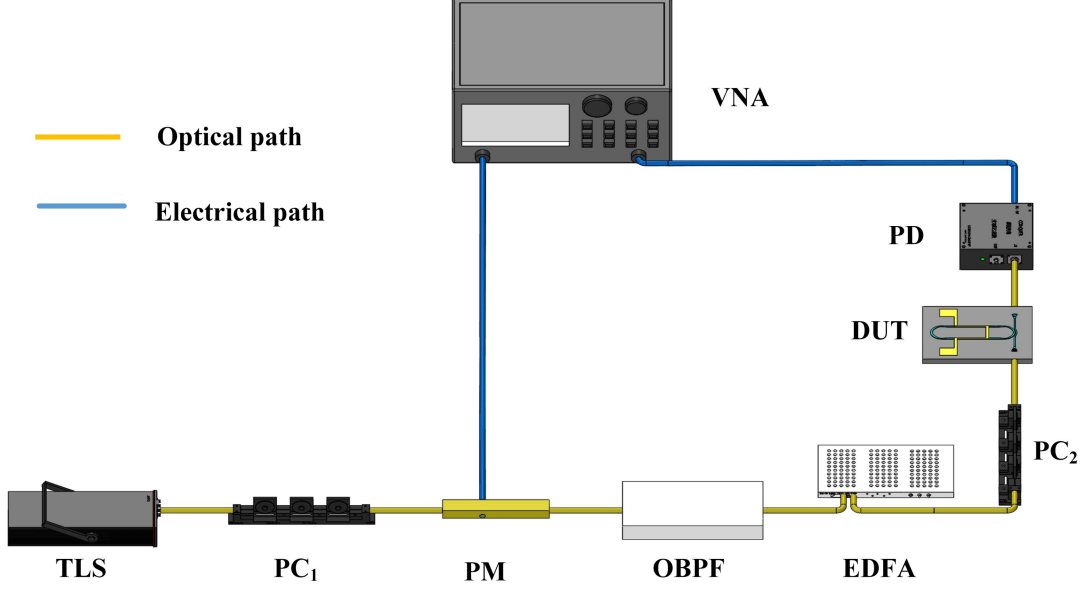 VNA
Optical path
Electrical path
PD
DUT
PC₂
TLS
PC₁
PM
OBPF
EDFA